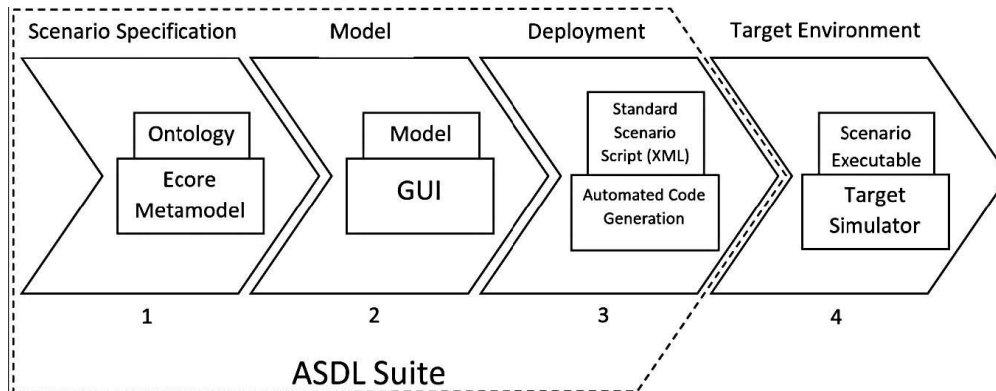 Scenario Specification
Model
Deployment
Target Environment
Ontology
Ecore
Metamodel
Model
GUI
Standard
Scenario
Script (XML)
Automated Code
Generation
Scenario
Executable
Target
Simulator
1
2
3
4
ASDL Suite